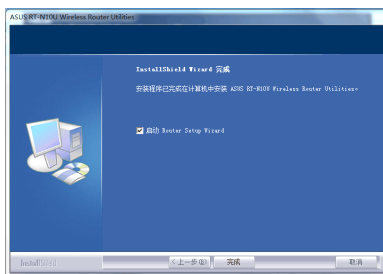 ASUS RT-N10U Wireless Router Utilities
InstallShield Wizard 完成
安装程序已完成在计算机中安装 ASUS RT-N10U Wireless Router Utilities。
启动 Router Setup Wizard
InstallShield
< 上一步(B)
完成
取消